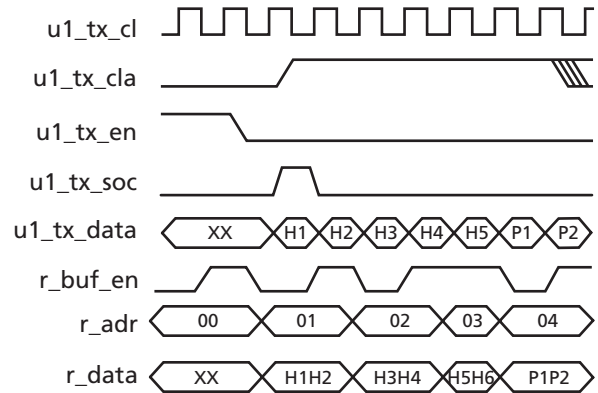 u1_tx_cl
u1_tx_cla
u1_tx_en
u1_tx_soc
u1_tx_data XX H1 H2 H3 H4 H5 P1 P2
r_buf_en
r_adr 00 01 02 03 04
r_data XX H1H2 H3H4 H5H6 P1P2